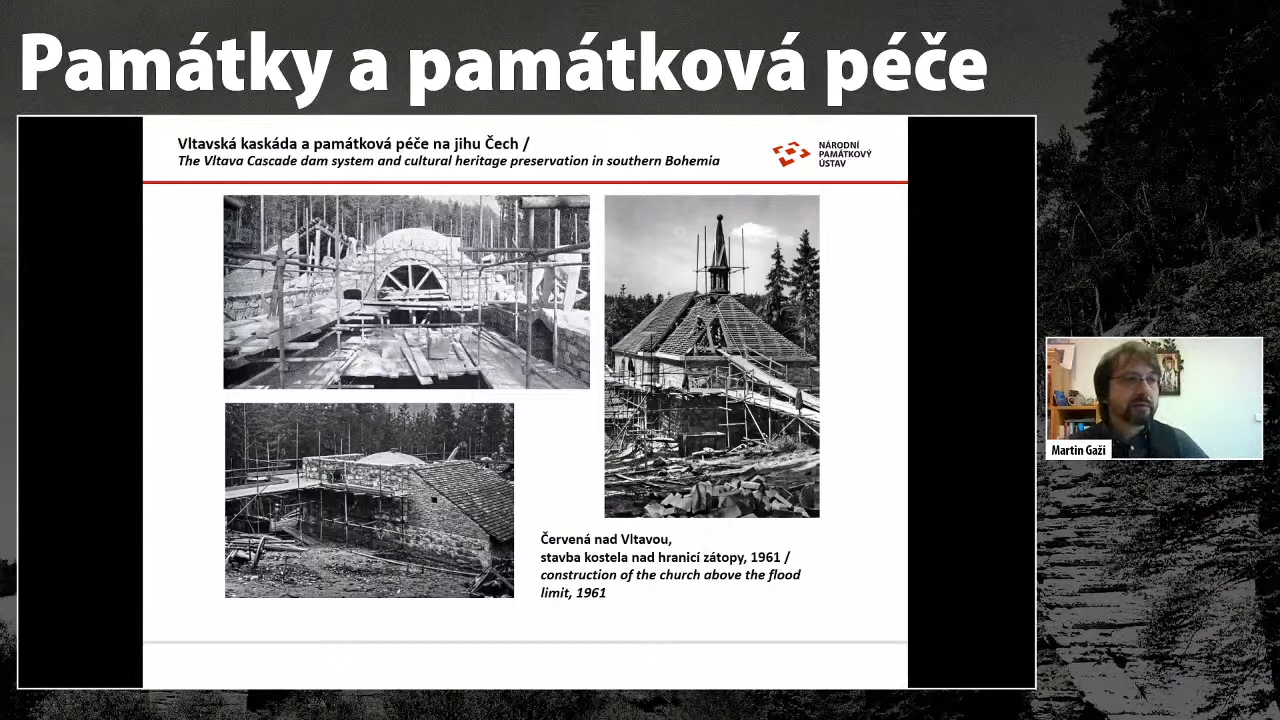 Památky a památková péče
Vltavská kaskáda a památková péče na jihu Čech /
The Vltava Cascade dam system and cultural heritage preservation in southern Bohemia
NÁRODNÍ
PAMÁTKOVÝ
ÚSTAV
Červená nad Vltavou,
stavba kostela nad hranicí zátopy, 1961 /
construction of the church above the flood
limit, 1961
Martin Gaži